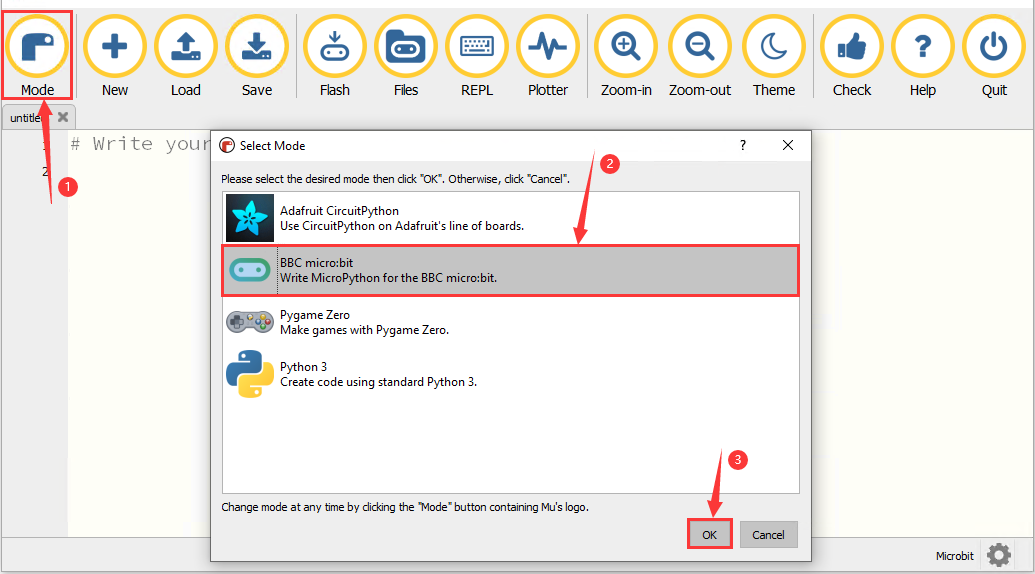 Mode New Load Save Flash Files REPL Plotter Zoom-in Zoom-out Theme Check Help Quit
1 # Write your
2
1
Select Mode
2
Please select the desired mode then click "OK". Otherwise, click "Cancel".
Adafruit CircuitPython
Use CircuitPython on Adafruit's line of boards.
BBC micro:bit
Write MicroPython for the BBC micro:bit.
Pygame Zero
Make games with Pygame Zero.
Python 3
Create code using standard Python 3.
3
Change mode at any time by clicking the "Mode" button containing Mu's logo.
OK Cancel
Microbit